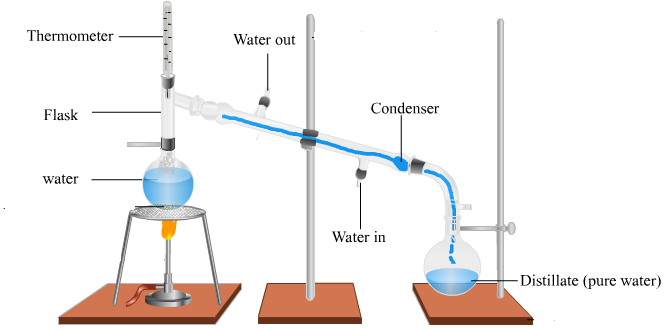 Thermometer
Water out
Flask
Condenser
water
Water in
Distillate (pure water)